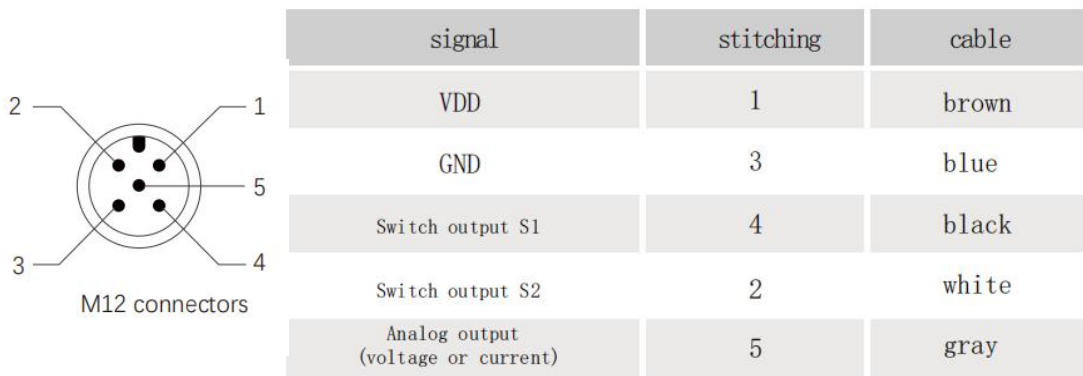 signal stitching cable
2 1 VDD 1 brown
GND 3 blue
5
Switch output S1 4 black
3 4
Switch output S2 2 white
M12 connectors
Analog output
(voltage or current) 5 gray